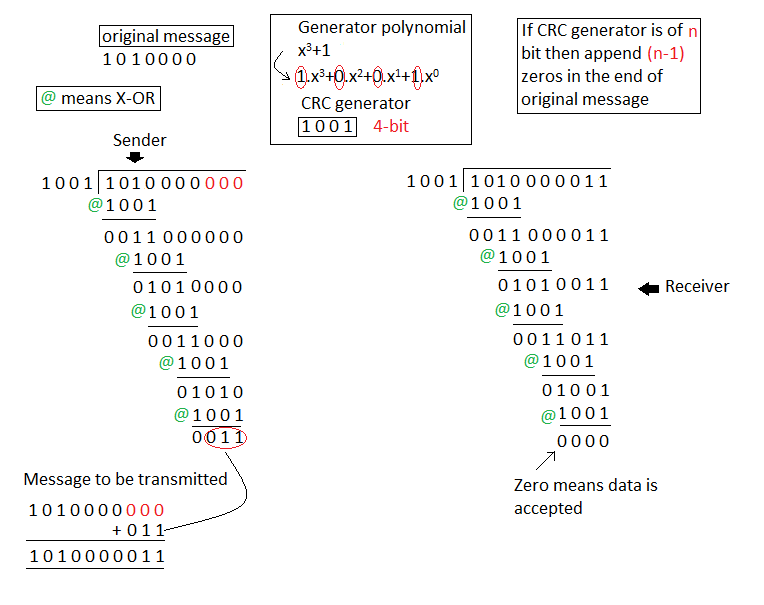 original message
1 0 1 0 0 0 0
@ means X-OR
Generator polynomial
x³+1
1.x³+0.x²+0.x¹+1.x⁰
CRC generator
1 0 0 1 4-bit
If CRC generator is of n
bit then append (n-1)
zeros in the end of
original message
Sender
1 0 0 1 1 0 1 0 0 0 0 0 0 0
@ 1 0 0 1
0 0 1 1 0 0 0 0 0 0
@ 1 0 0 1
0 1 0 1 0 0 0 0
@ 1 0 0 1
0 0 1 1 0 0 0
@ 1 0 0 1
0 1 0 1 0
@ 1 0 0 1
0 0 1 1
Message to be transmitted
1 0 1 0 0 0 0 0 0 0
+ 0 1 1
1 0 1 0 0 0 0 0 1 1
1 0 0 1 1 0 1 0 0 0 0 0 1 1
@ 1 0 0 1
0 0 1 1 0 0 0 0 1 1
@ 1 0 0 1
0 1 0 1 0 0 1 1
Receiver
@ 1 0 0 1
0 0 1 1 0 1 1
@ 1 0 0 1
0 1 0 0 1
@ 1 0 0 1
0 0 0 0
Zero means data is
accepted